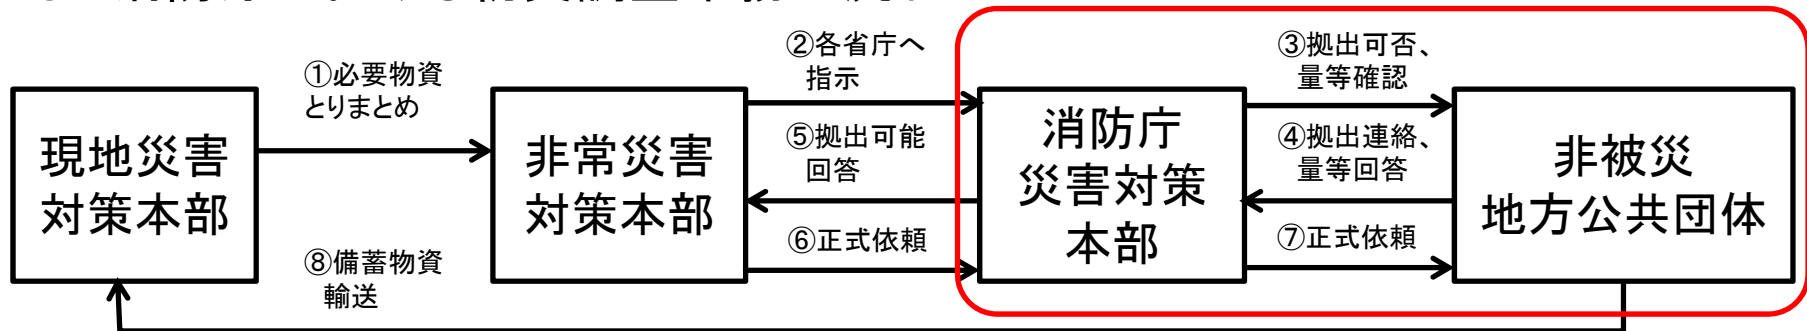 ①必要物資
とりまとめ
②各省庁へ
指示
③拠出可否、
量等確認
現地災害
対策本部
非常災害
対策本部
消防庁
災害対策
本部
非被災
地方公共団体
⑤拠出可能
回答
④拠出連絡、
量等回答
⑥正式依頼
⑦正式依頼
⑧備蓄物資
輸送